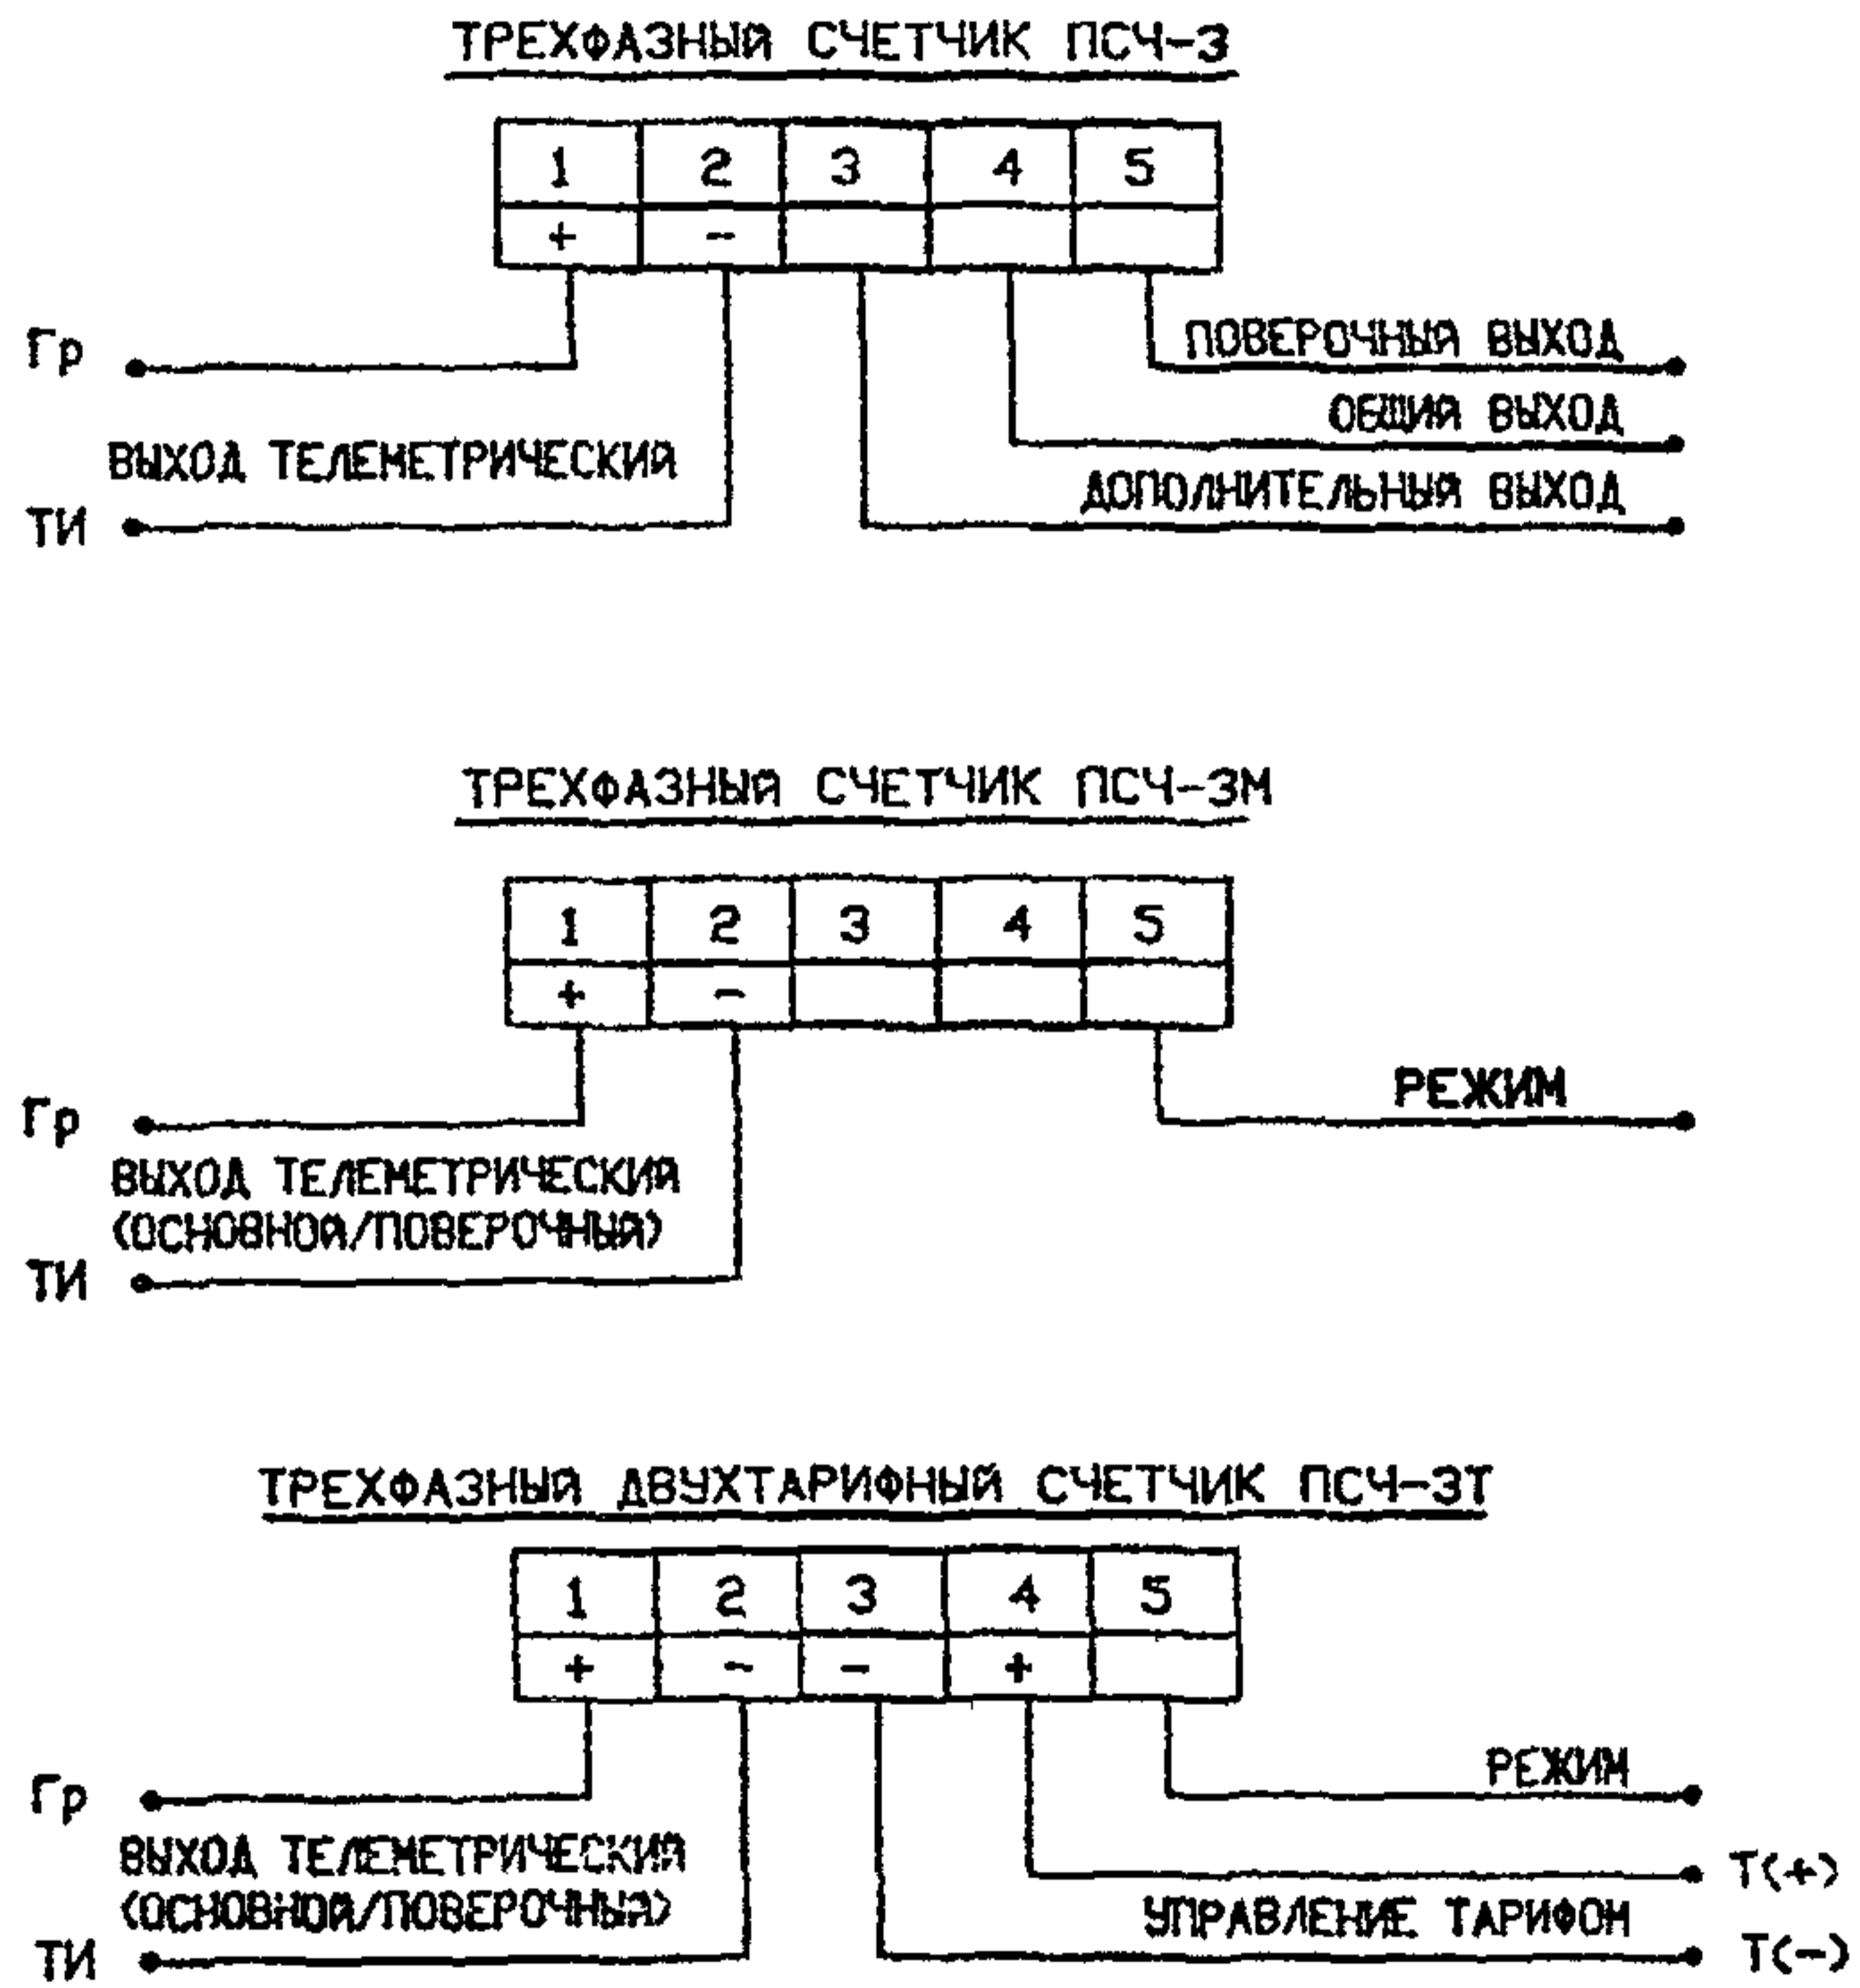 ТРЕХФАЗНЫЙ СЧЕТЧИК ПСЧ-3
1 2 3 4 5
+ -
Гр
ПОВЕРОЧНЫЙ ВЫХОД
ОБЩИЙ ВЫХОД
ВЫХОД ТЕЛЕМЕТРИЧЕСКИЙ
ДОПОЛНИТЕЛЬНЫЙ ВЫХОД
ТИ
ТРЕХФАЗНЫЙ СЧЕТЧИК ПСЧ-3М
1 2 3 4 5
+ -
Гр
РЕЖИМ
ВЫХОД ТЕЛЕМЕТРИЧЕСКИЙ
(ОСНОВНОЙ/ПОВЕРОЧНЫЙ)
ТИ
ТРЕХФАЗНЫЙ ДВУХТАРИФНЫЙ СЧЕТЧИК ПСЧ-3Т
1 2 3 4 5
+ - - +
Гр
РЕЖИМ
ВЫХОД ТЕЛЕМЕТРИЧЕСКИЙ
(ОСНОВНОЙ/ПОВЕРОЧНЫЙ)
Т(+)
УПРАВЛЕНИЕ ТАРИФОМ
ТИ
Т(-)